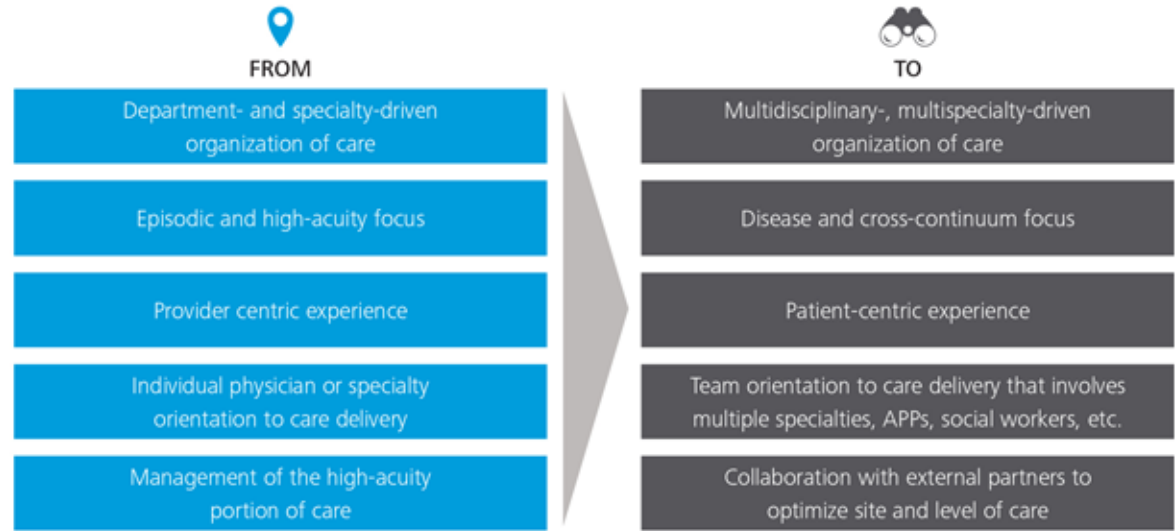 FROM
Department- and specialty-driven
organization of care
Episodic and high-acuity focus
Provider centric experience
Individual physician or specialty
orientation to care delivery
Management of the high-acuity
portion of care
TO
Multidisciplinary-, multispecialty-driven
organization of care
Disease and cross-continuum focus
Patient-centric experience
Team orientation to care delivery that involves
multiple specialties, APPs, social workers, etc.
Collaboration with external partners to
optimize site and level of care